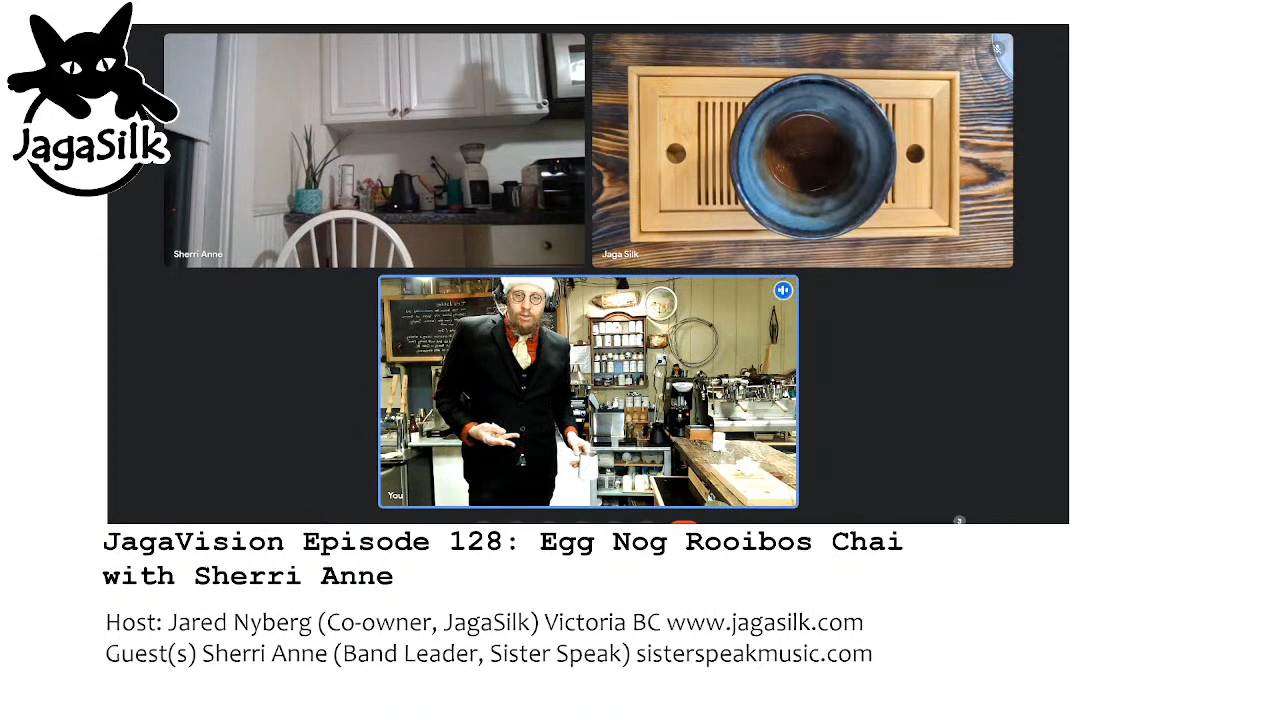 JagaSilk
Sherri Anne
Jaga Silk
You
3
JagaVision Episode 128: Egg Nog Rooibos Chai
with Sherri Anne
Host: Jared Nyberg (Co-owner, JagaSilk) Victoria BC www.jagasilk.com
Guest(s) Sherri Anne (Band Leader, Sister Speak) sisterspeakmusic.com